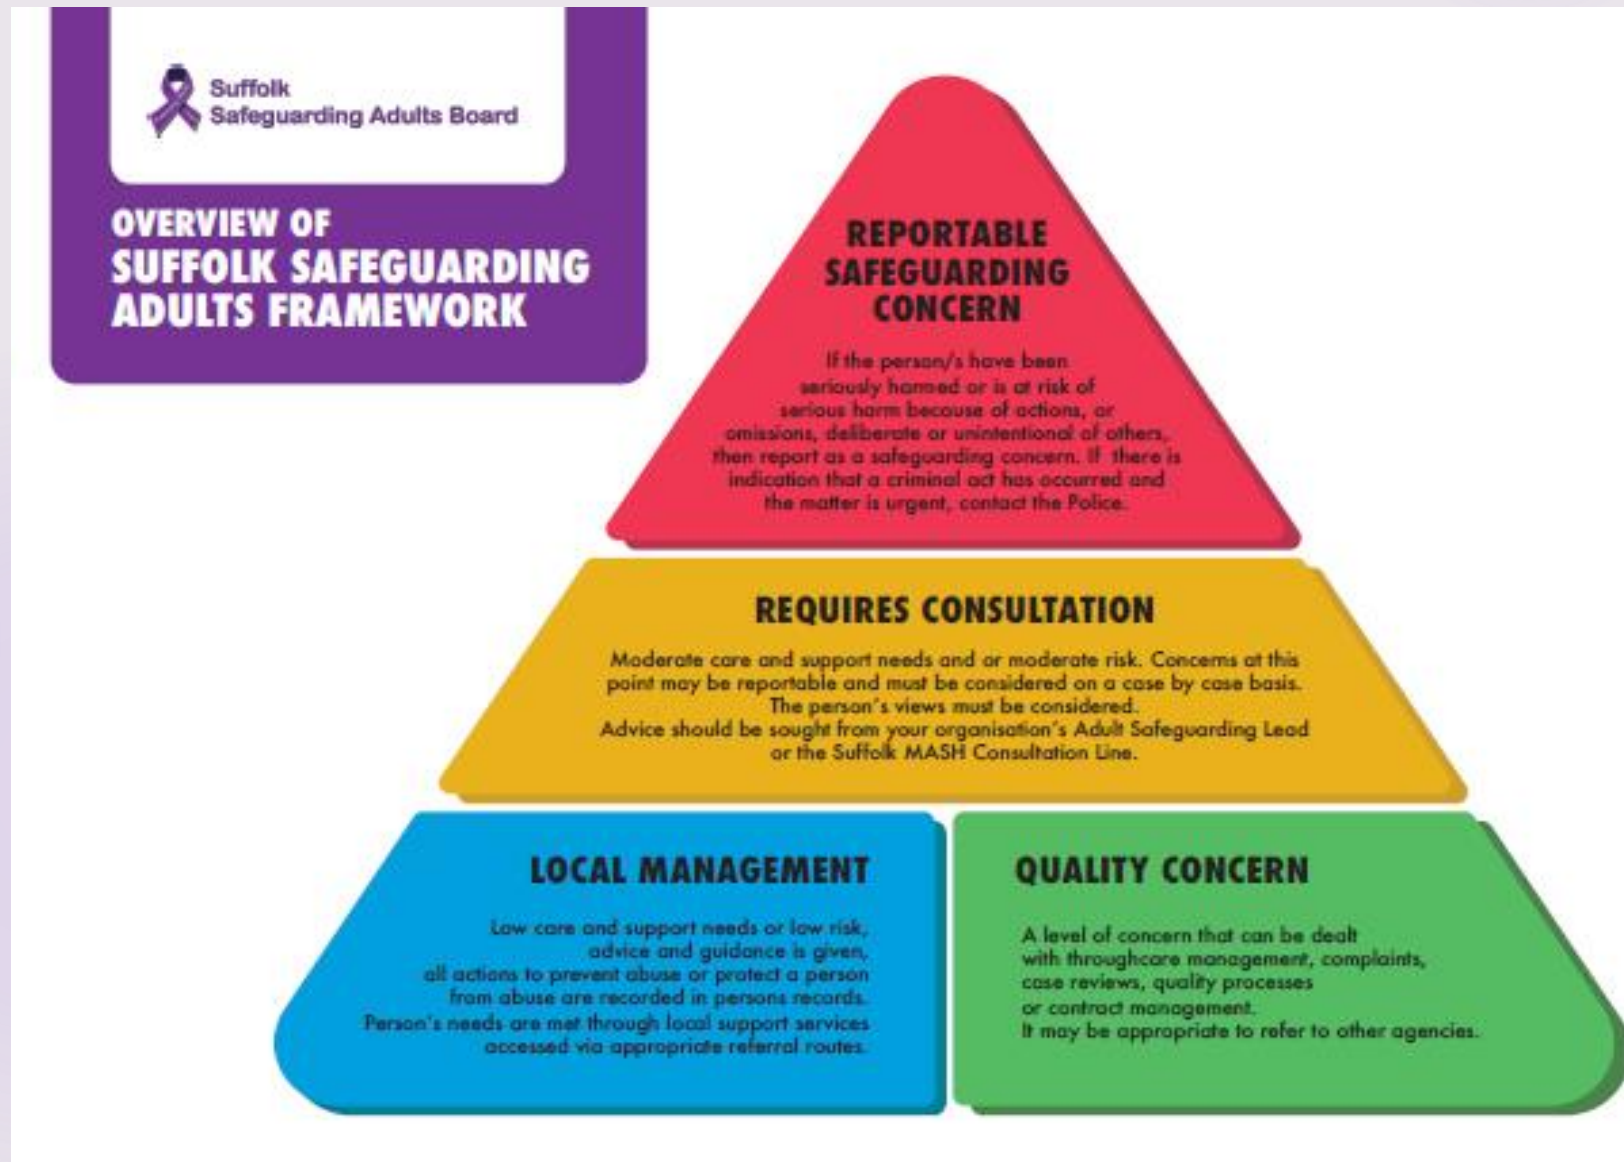 Suffolk
Safeguarding Adults Board
OVERVIEW OF
SUFFOLK SAFEGUARDING
ADULTS FRAMEWORK
REPORTABLE
SAFEGUARDING
CONCERN
If the person/s have been
seriously harmed or is at risk of
serious harm because of actions, or
omissions, deliberate or unintentional of others,
then report as a safeguarding concern. If there is
indication that a criminal act has occurred and
the matter is urgent, contact the Police.
REQUIRES CONSULTATION
Moderate care and support needs and or moderate risk. Concerns at this
point may be reportable and must be considered on a case by case basis.
The person's views must be considered.
Advice should be sought from your organisation's Adult Safeguarding Lead
or the Suffolk MASH Consultation Line.
LOCAL MANAGEMENT
Low care and support needs or low risk,
advice and guidance is given,
all actions to prevent abuse or protect a person
from abuse are recorded in persons records.
Person's needs are met through local support services
accessed via appropriate referral routes.
QUALITY CONCERN
A level of concern that can be dealt
with throughcare management, complaints,
case reviews, quality processes
or contract management.
It may be appropriate to refer to other agencies.